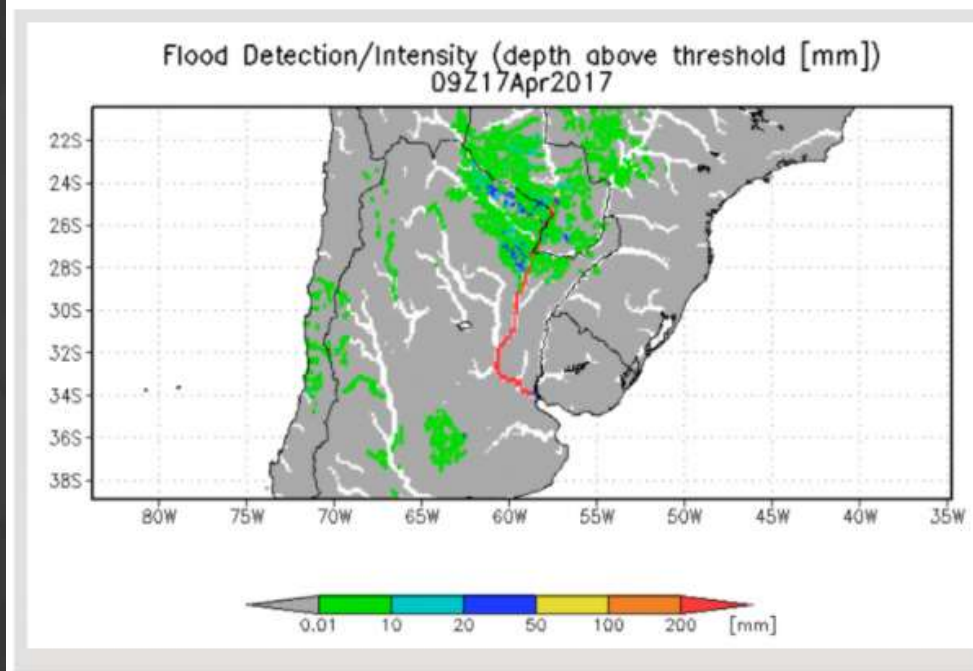 Flood Detection/Intensity (depth above threshold [mm])
09Z17Apr2017
22S
24S
26S
28S
30S
32S
34S
36S
38S
80W 75W 70W 65W 60W 55W 50W 45W 40W 35W
0.01 10 20 50 100 200 [mm]